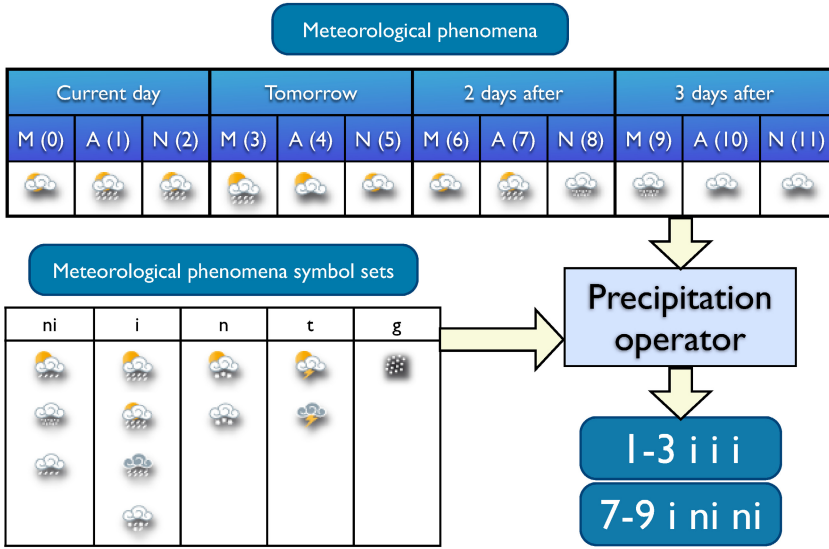 Meteorological phenomena
Current day Tomorrow 2 days after 3 days after
M (0) A (1) N (2) M (3) A (4) N (5) M (6) A (7) N (8) M (9) A (10) N (11)
Meteorological phenomena symbol sets
ni i n t g
Precipitation
operator
1-3 i i i
7-9 i ni ni